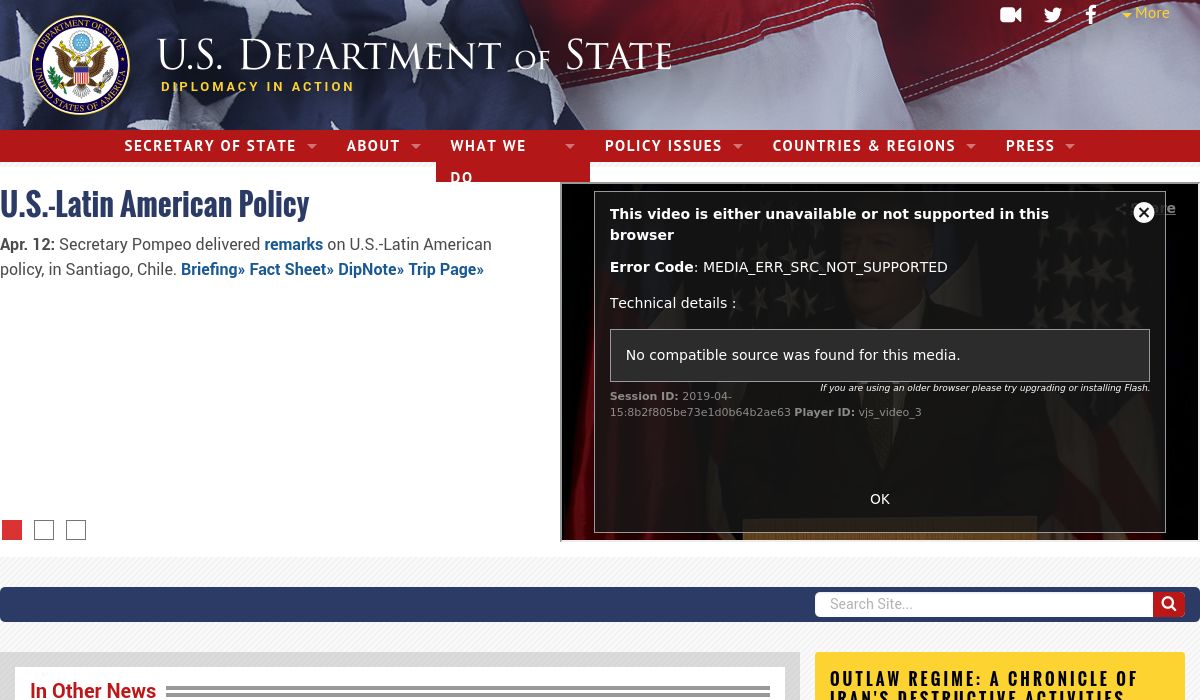 More
DEPARTMENT OF STATE
UNITED STATES OF AMERICA
U.S. DEPARTMENT OF STATE
DIPLOMACY IN ACTION
SECRETARY OF STATE
ABOUT
WHAT WE
DO
POLICY ISSUES
COUNTRIES & REGIONS
PRESS
U.S.-Latin American Policy
Apr. 12: Secretary Pompeo delivered remarks on U.S.-Latin American
policy, in Santiago, Chile. Briefing» Fact Sheet» DipNote» Trip Page»
This video is either unavailable or not supported in this
browser
Error Code: MEDIA_ERR_SRC_NOT_SUPPORTED
Technical details :
No compatible source was found for this media.
If you are using an older browser please try upgrading or installing Flash.
Session ID: 2019-04-
15:8b2f805be73e1d0b64b2ae63 Player ID: vjs_video_3
OK
Search Site...
In Other News
OUTLAW REGIME: A CHRONICLE OF
IRAN'S DESTRUCTIVE ACTIVITIES